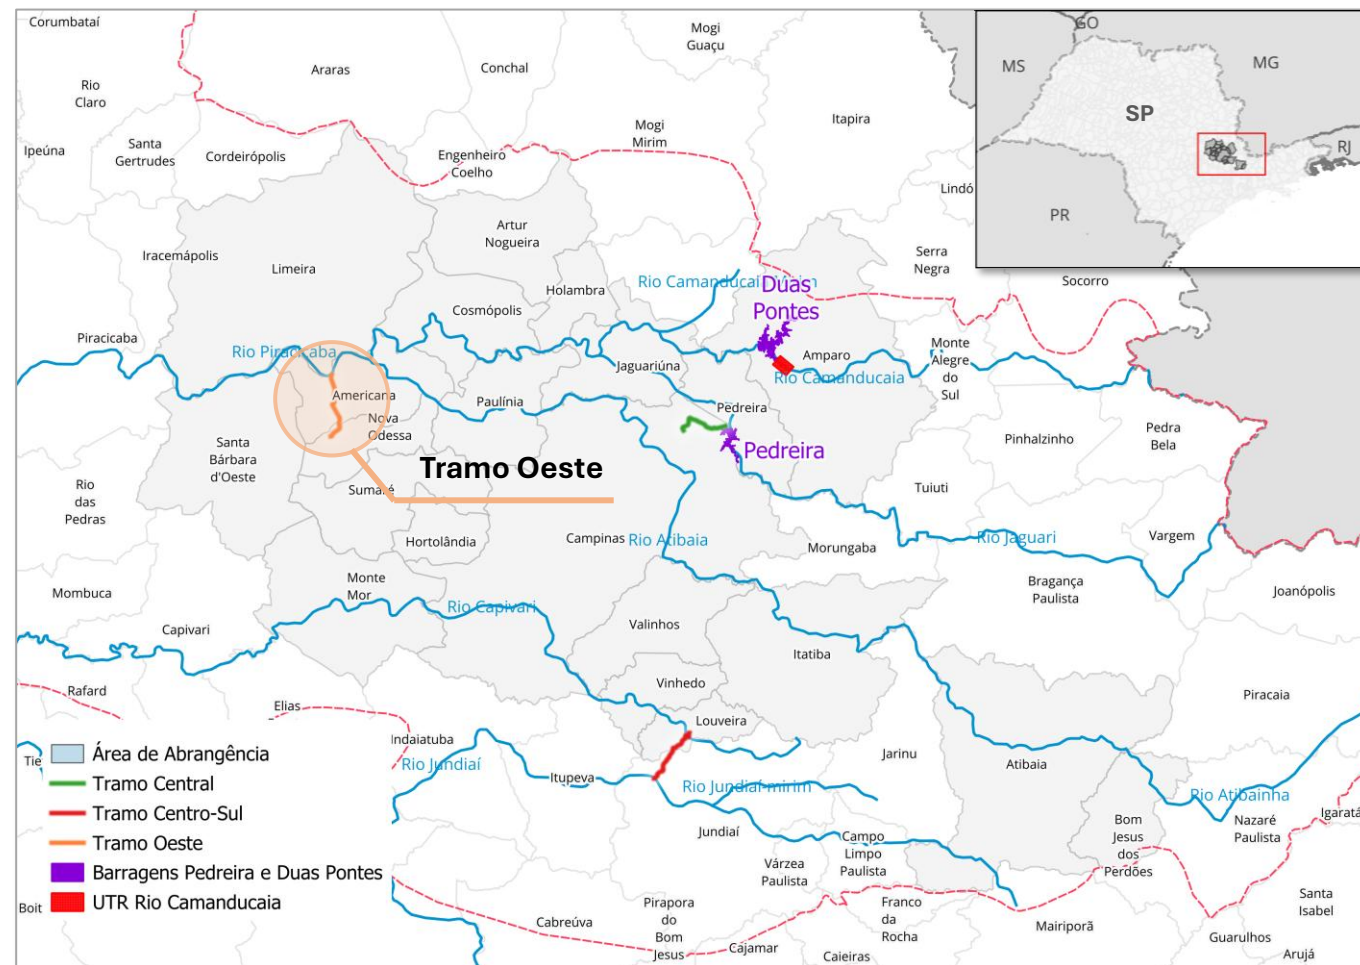 Corumbataí
Mogi
Guaçu
GO
Araras
Conchal
MS
MG
Rio
Claro
SP
Itapira
Mogi
Mirim
Ipeúna
Santa
Gertrudes
Cordeirópolis
Engenheiro
Coelho
RJ
Lindó
PR
Artur
Nogueira
Iracemápolis
Limeira
Serra
Negra
Socorro
Rio Camanducaia Mirim
Duas
Pontes
Holambra
Cosmópolis
Piracicaba
Rio Piracicaba
Monte
Alegre
do
Sul
Amparo
Jaguariúna
Rio Camanducaia
Americana
Paulínia
Pedreira
Nova
Odessa
Santa
Bárbara
d'Oeste
Pedra
Bela
Pinhalzinho
Pedreira
Tramo Oeste
Sumaré
Rio
das
Pedras
Tuiuti
Hortolândia
Campinas
Rio Atibaia
Morungaba
Rio Jaguari
Vargem
Monte
Mor
Mombuca
Rio Capivari
Bragança
Paulista
Joanópolis
Capivari
Valinhos
Itatiba
Vinhedo
Rafard
Elias
Piracaia
Louveira
Indaiatuba
Rio Jundiaí
Itupeva
Jarinu
Atibaia
Tie
Rio Jundiaí-mirim
Rio Atibainha
Igaratá
Nazaré
Paulista
Bom
Jesus
dos
Perdões
Jundiaí
Campo
Limpo
Paulista
Várzea
Paulista
Área de Abrangência
Tramo Central
Tramo Centro-Sul
Tramo Oeste
Barragens Pedreira e Duas Pontes
UTR Rio Camanducaia
Boit
Cabreúva
Pirapora
do
Bom
Jesus
Cajamar
Franco
da
Rocha
Caieiras
Mairiporã
Santa
Isabel
Guarulhos
Arujá